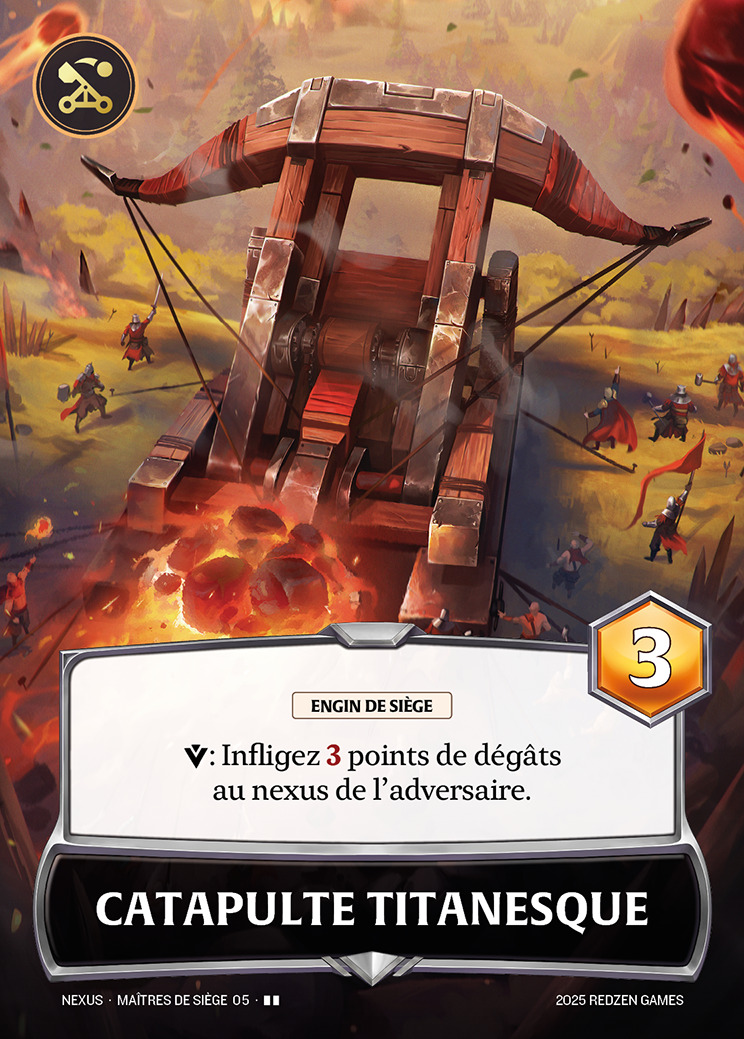 3
ENGIN DE SIÈGE
: Infligez 3 points de dégâts
au nexus de l’adversaire.
CATAPULTE TITANESQUE
NEXUS · MAÎTRES DE SIÈGE 05 ·
2025 REDZEN GAMES